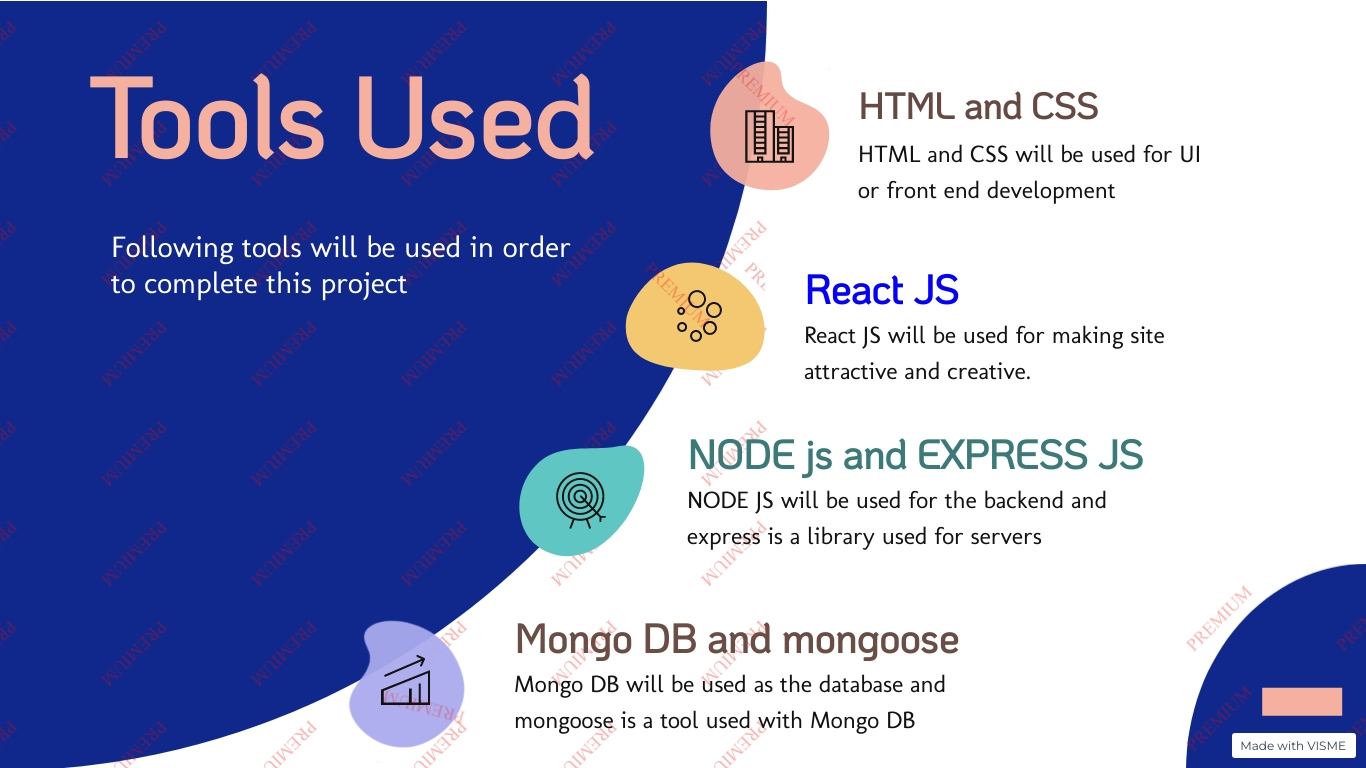 Tools Used
Following tools will be used in order
to complete this project
HTML and CSS
HTML and CSS will be used for UI
or front end development
React JS
React JS will be used for making site
attractive and creative.
NODE js and EXPRESS JS
NODE JS will be used for the backend and
express is a library used for servers
Mongo DB and mongoose
Mongo DB will be used as the database and
mongoose is a tool used with Mongo DB
PREMIUM
Made with VISME